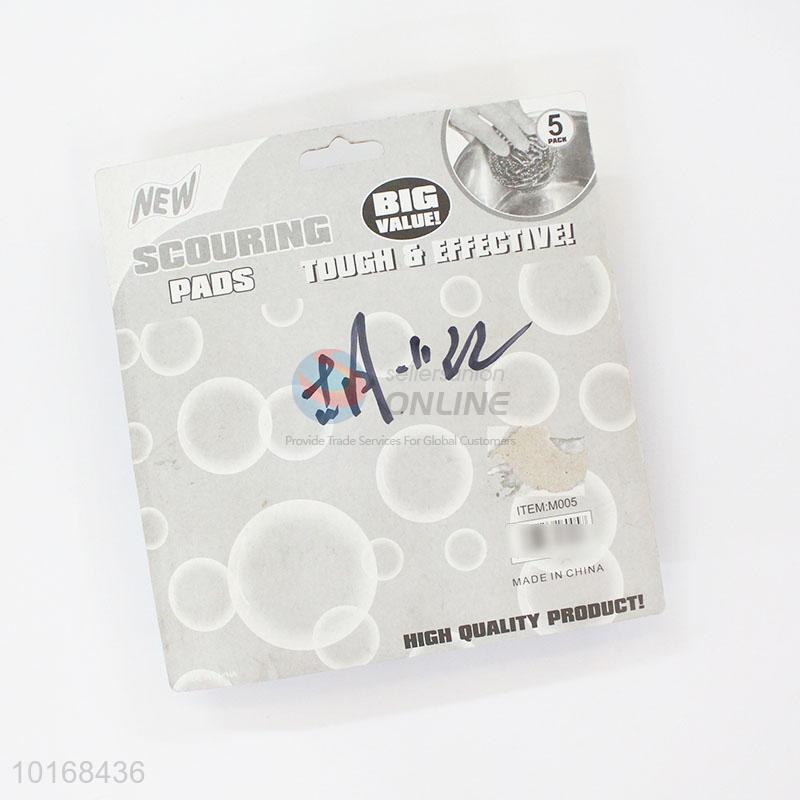 NEW
5
PACK
BIG
VALUE!
SCOURING
PADS
TOUGH & EFFECTIVE!
sellersunion
ONLINE
Provide Trade Services For Global Customers
ITEM:M005
MADE IN CHINA
HIGH QUALITY PRODUCT!
10168436